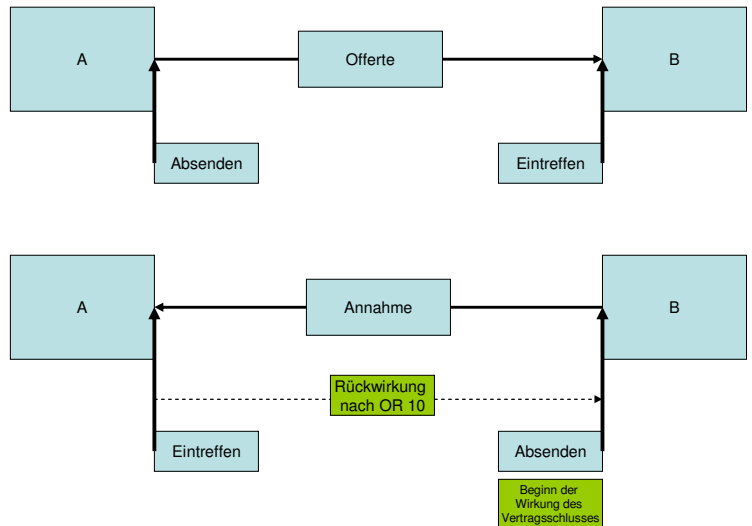 A
Offerte
B
Absenden
Eintreffen
A
Annahme
B
Rückwirkung
nach OR 10
Eintreffen
Absenden
Beginn der
Wirkung des
Vertragsschlusses